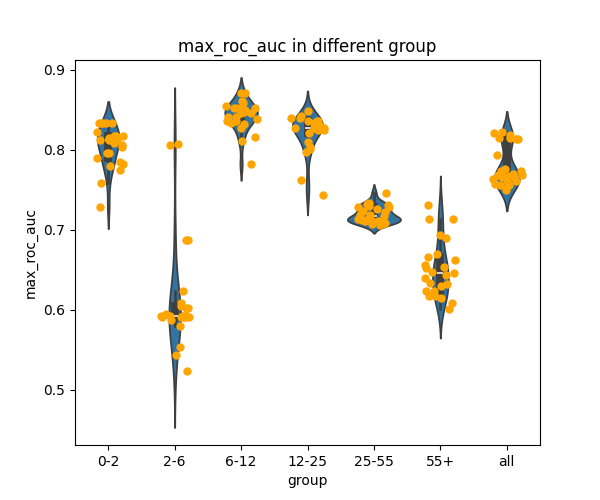 max_roc_auc in different group
0.9
0.8
0.7
0.6
0.5
max_roc_auc
0-2 2-6 6-12 12-25 25-55 55+ all
group